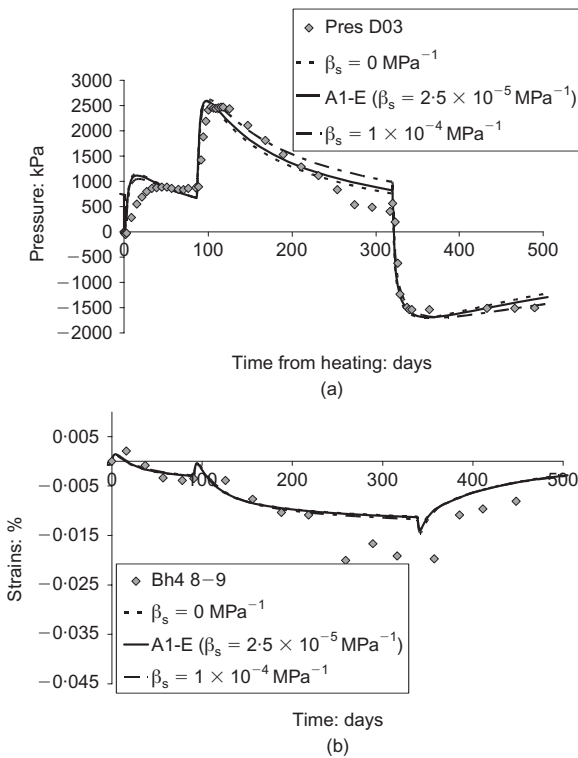 Pres D03
βs = 0 MPa−1
A1-E (βs = 2·5 × 10−5 MPa−1)
βs = 1 × 10−4 MPa−1
3000
2500
2000
1500
1000
500
0
−500
−1000
−1500
−2000
0 100 200 300 400 500
Pressure: kPa
Time from heating: days
(a)
0·005
−0·005
−0·015
−0·025
−0·035
−0·045
0 100 200 300 400 500
Strains: %
Bh4 8−9
βs = 0 MPa−1
A1-E (βs = 2·5 × 10−5 MPa−1)
βs = 1 × 10−4 MPa−1
Time: days
(b)